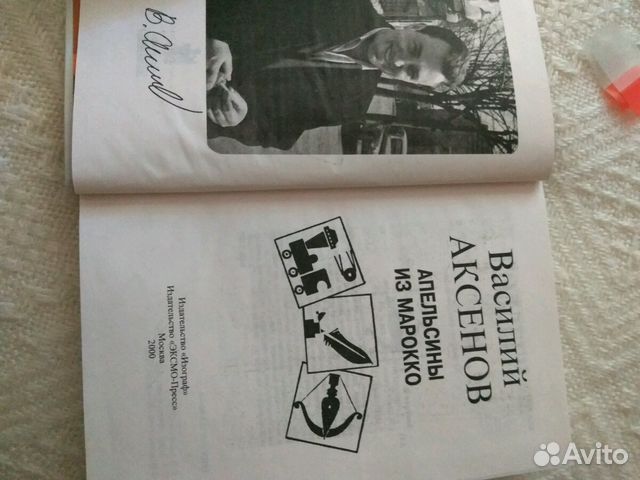 В. Аксенов
Василий
АКСЕНОВ
АПЕЛЬСИНЫ
ИЗ МАРОККО
Издательство «Изограф»
Издательство «ЭКСМО-Пресс»
Москва
2000
Avito